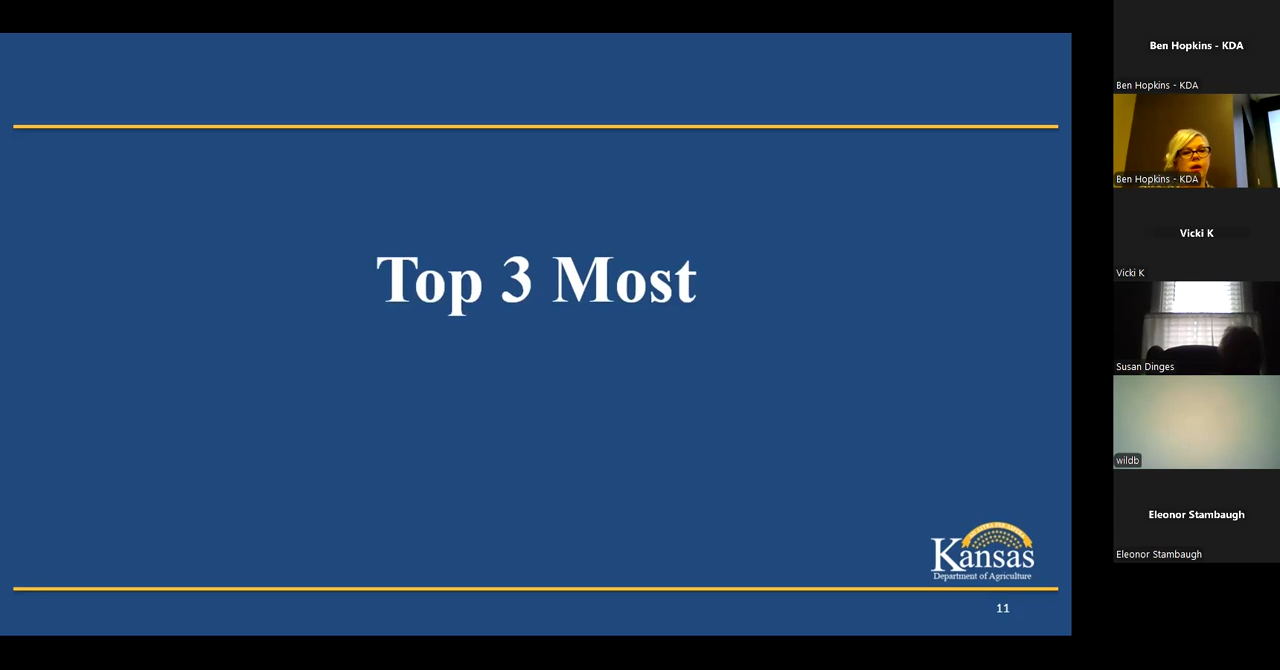 Top 3 Most
Kansas
Department of Agriculture
11
Ben Hopkins - KDA
Ben Hopkins - KDA
Ben Hopkins - KDA
Vicki K
Vicki K
Susan Dinges
wildb
Eleonor Stambaugh
Eleonor Stambaugh